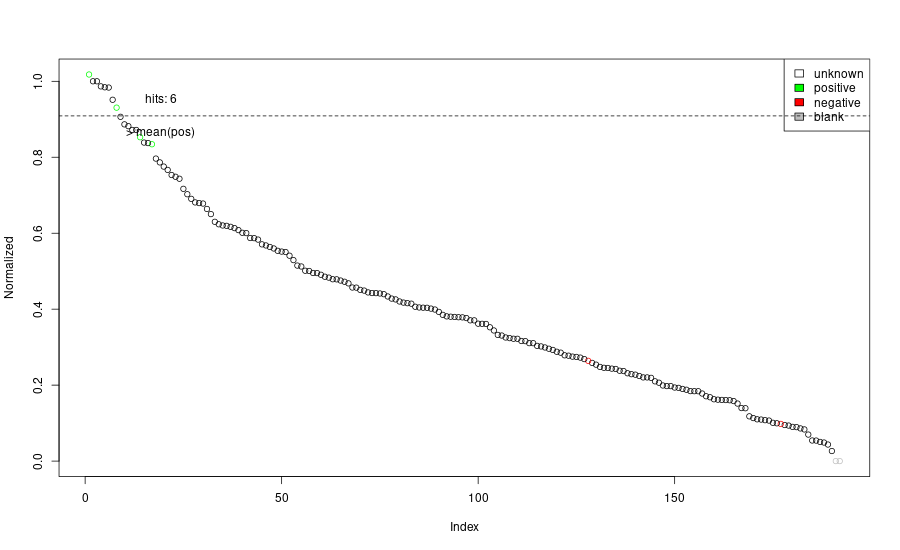 hits: 6
> mean(pos)
unknown
positive
negative
blank
Normalized
1.0
0.8
0.6
0.4
0.2
0.0
0
50
100
150
Index